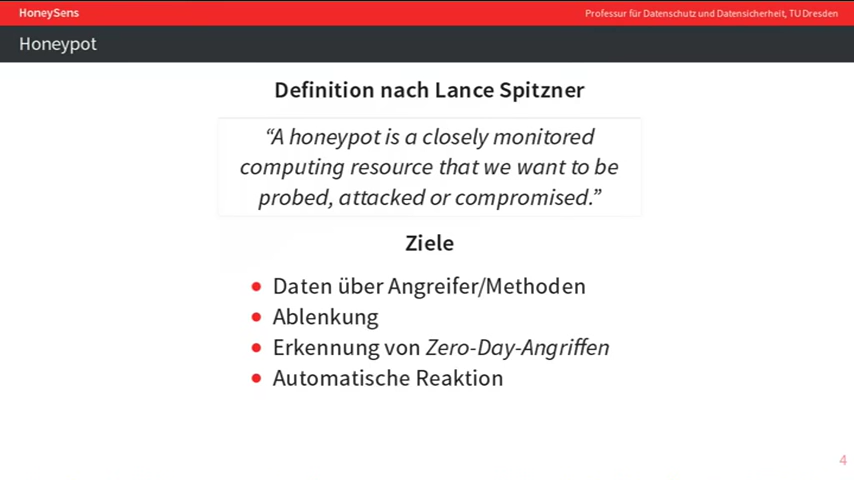 HoneySens
Professur für Datenschutz und Datensicherheit, TU Dresden
Honeypot
Definition nach Lance Spitzner
“A honeypot is a closely monitored
computing resource that we want to be
probed, attacked or compromised.”
Ziele
Daten über Angreifer/Methoden
Ablenkung
Erkennung von Zero-Day-Angriffen
Automatische Reaktion
4